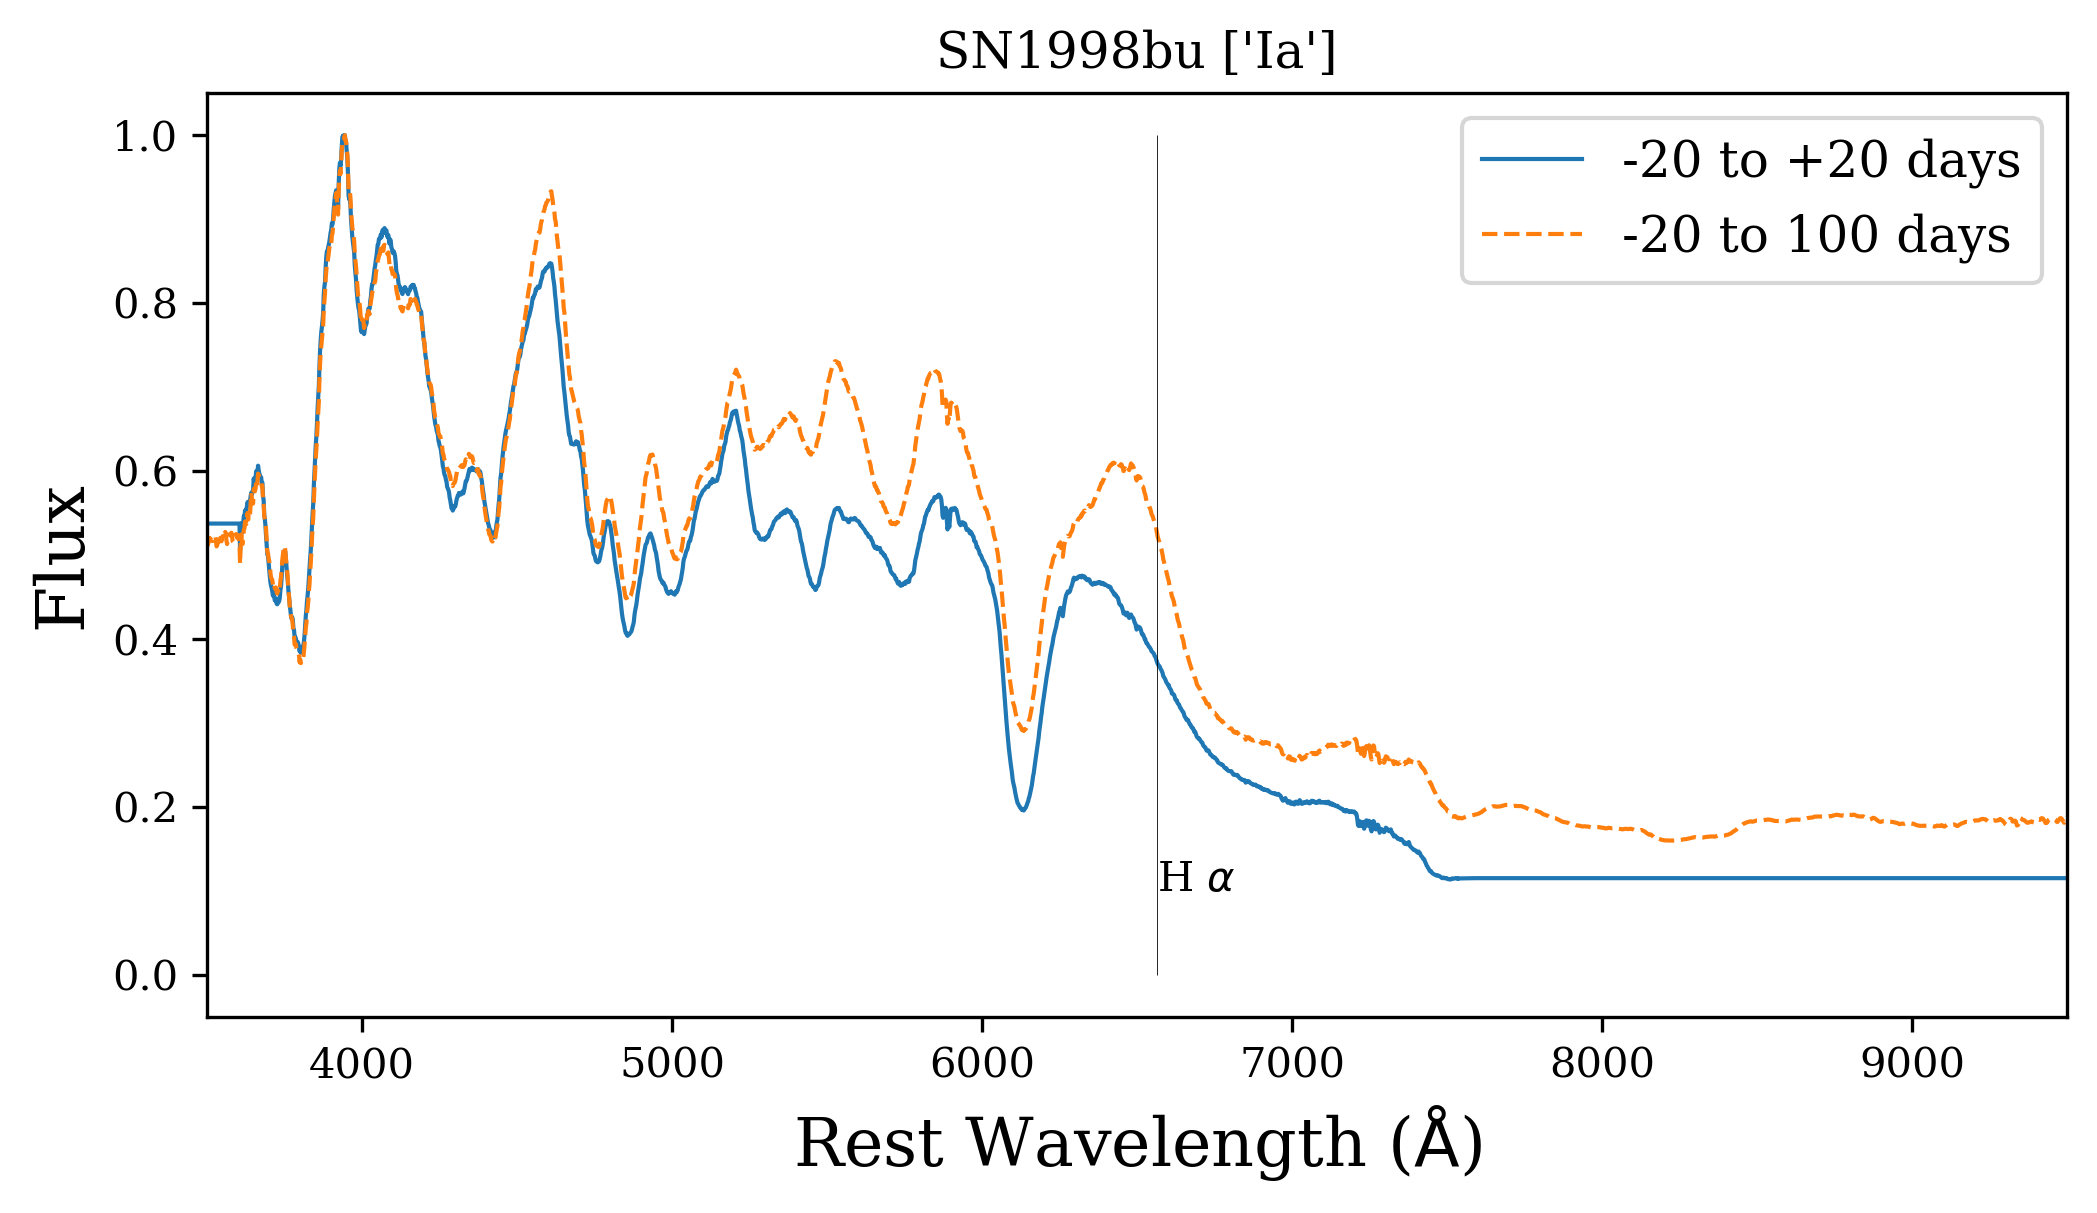 SN1998bu ['Ia']
-20 to +20 days
-20 to 100 days
Flux
1.0
0.8
0.6
0.4
0.2
0.0
H α
4000 5000 6000 7000 8000 9000
Rest Wavelength (Å)